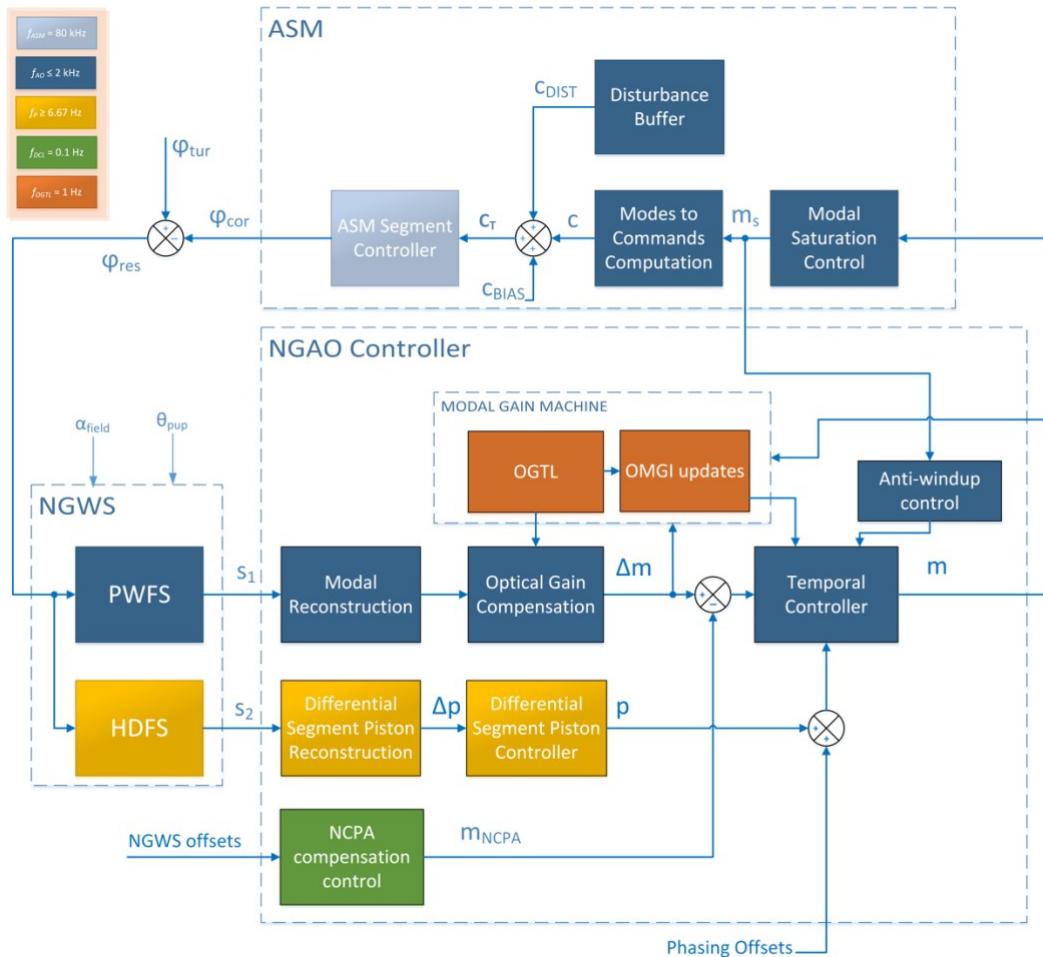 f_ASM = 80 kHz
f_AO ≤ 2 kHz
f_P ≥ 6.67 Hz
f_DCL = 0.1 Hz
f_OGTL = 1 Hz
ASM
c_DIST
Disturbance
Buffer
φ_tur
φ_cor
φ_res
ASM Segment
Controller
c_T
c
Modes to
Commands
Computation
m_s
Modal
Saturation
Control
c_BIAS
NGAO Controller
MODAL GAIN MACHINE
α_field
θ_pup
OGTL
OMGI updates
Anti-windup
control
NGWS
PWFS
s_1
Modal
Reconstruction
Optical Gain
Compensation
Δm
Temporal
Controller
m
HDFS
s_2
Differential
Segment Piston
Reconstruction
Δp
Differential
Segment Piston
Controller
p
NGWS offsets
NCPA
compensation
control
m_NCPA
Phasing Offsets